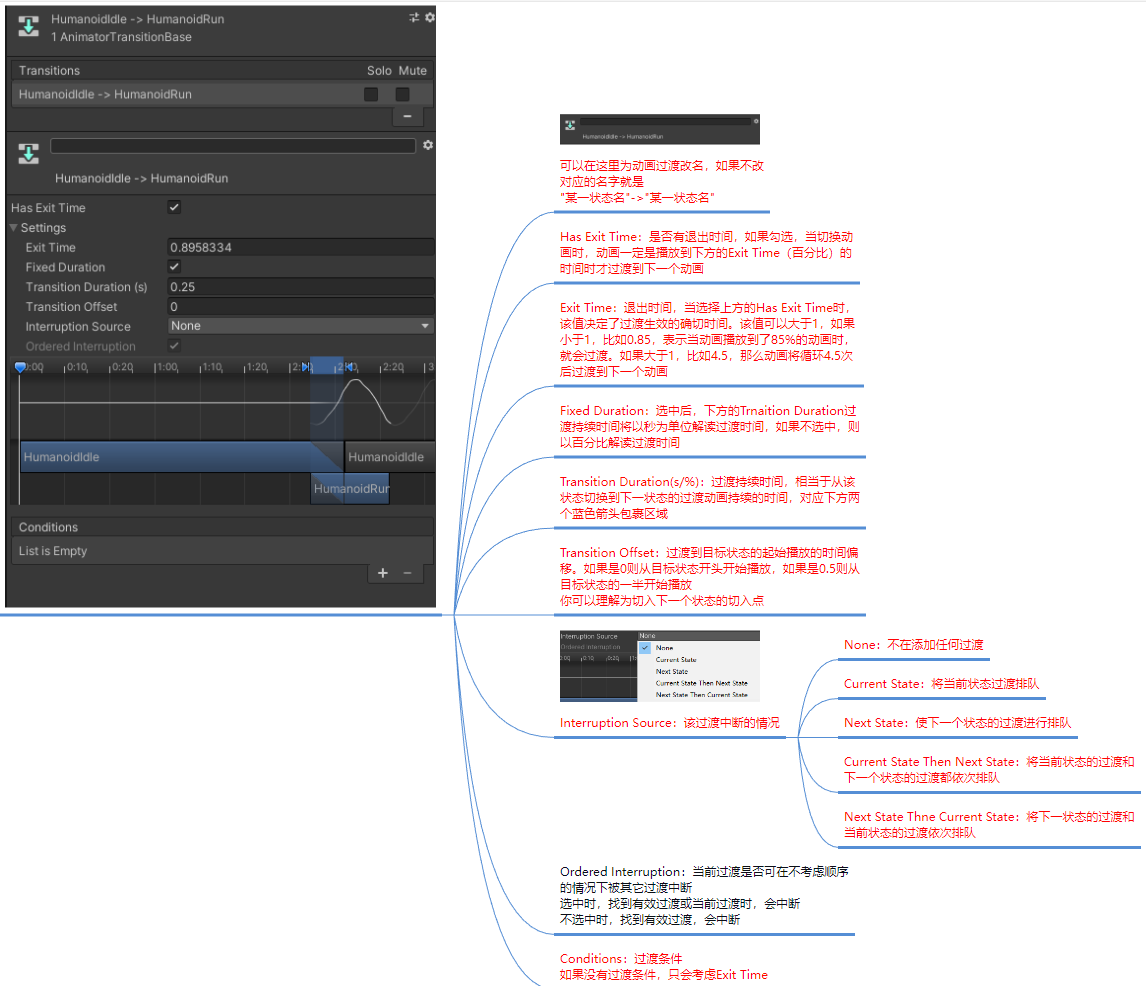 HumanoidIdle -> HumanoidRun
1 AnimatorTransitionBase
Transitions Solo Mute
HumanoidIdle -> HumanoidRun
HumanoidIdle -> HumanoidRun
Has Exit Time
Settings
Exit Time 0.8958334
Fixed Duration
Transition Duration (s) 0.25
Transition Offset 0
Interruption Source None
Ordered Interruption
0:00 0:10 0:20 1:00 1:10 1:20 2:20
HumanoidIdle HumanoidIdle
HumanoidRur
Conditions
List is Empty
HumanoidIdle -> HumanoidRun
可以在这里为动画过渡改名，如果不改
对应的名字就是
"某一状态名"->"某一状态名"
Has Exit Time：是否有退出时间，如果勾选，当切换动
画时，动画一定是播放到下方的Exit Time（百分比）的
时间时才过渡到下一个动画
Exit Time：退出时间，当选择上方的Has Exit Time时，
该值决定了过渡生效的确切时间。该值可以大于1，如果
小于1，比如0.85，表示当动画播放到了85%的动画时，
就会过渡。如果大于1，比如4.5，那么动画将循环4.5次
后过渡到下一个动画
Fixed Duration：选中后，下方的Trnaition Duration过
渡持续时间将以秒为单位解读过渡时间，如果不选中，则
以百分比解读过渡时间
Transition Duration(s/%)：过渡持续时间，相当于从该
状态切换到下一状态的过渡动画持续的时间，对应下方两
个蓝色箭头包裹区域
Transition Offset：过渡到目标状态的起始播放的时间偏
移。如果是0则从目标状态开头开始播放，如果是0.5则从
目标状态的一半开始播放
你可以理解为切入下一个状态的切入点
Interruption Source None
Ordered Interruption
None
Current State
Next State
Current State Then Next State
Next State Then Current State
0:00 0:10 0:20
Interruption Source：该过渡中断的情况
None：不在添加任何过渡
Current State：将当前状态过渡排队
Next State：使下一个状态的过渡进行排队
Current State Then Next State：将当前状态的过渡和
下一个状态的过渡都依次排队
Next State Thne Current State：将下一状态的过渡和
当前状态的过渡依次排队
Ordered Interruption：当前过渡是否可在不考虑顺序
的情况下被其它过渡中断
选中时，找到有效过渡或当前过渡时，会中断
不选中时，找到有效过渡，会中断
Conditions：过渡条件
如果没有过渡条件，只会考虑Exit Time